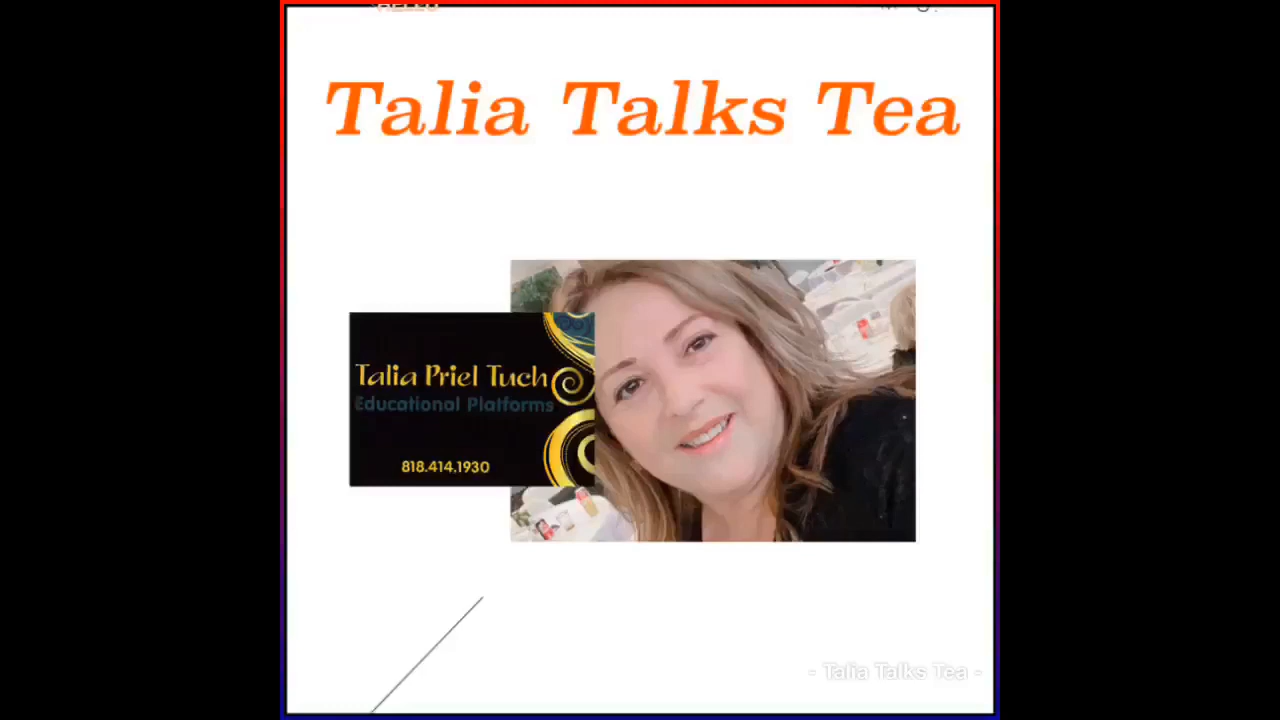 Talia Talks Tea
Talia Priel Tuch
Educational Platforms
818.414.1930
- Talia Talks Tea -